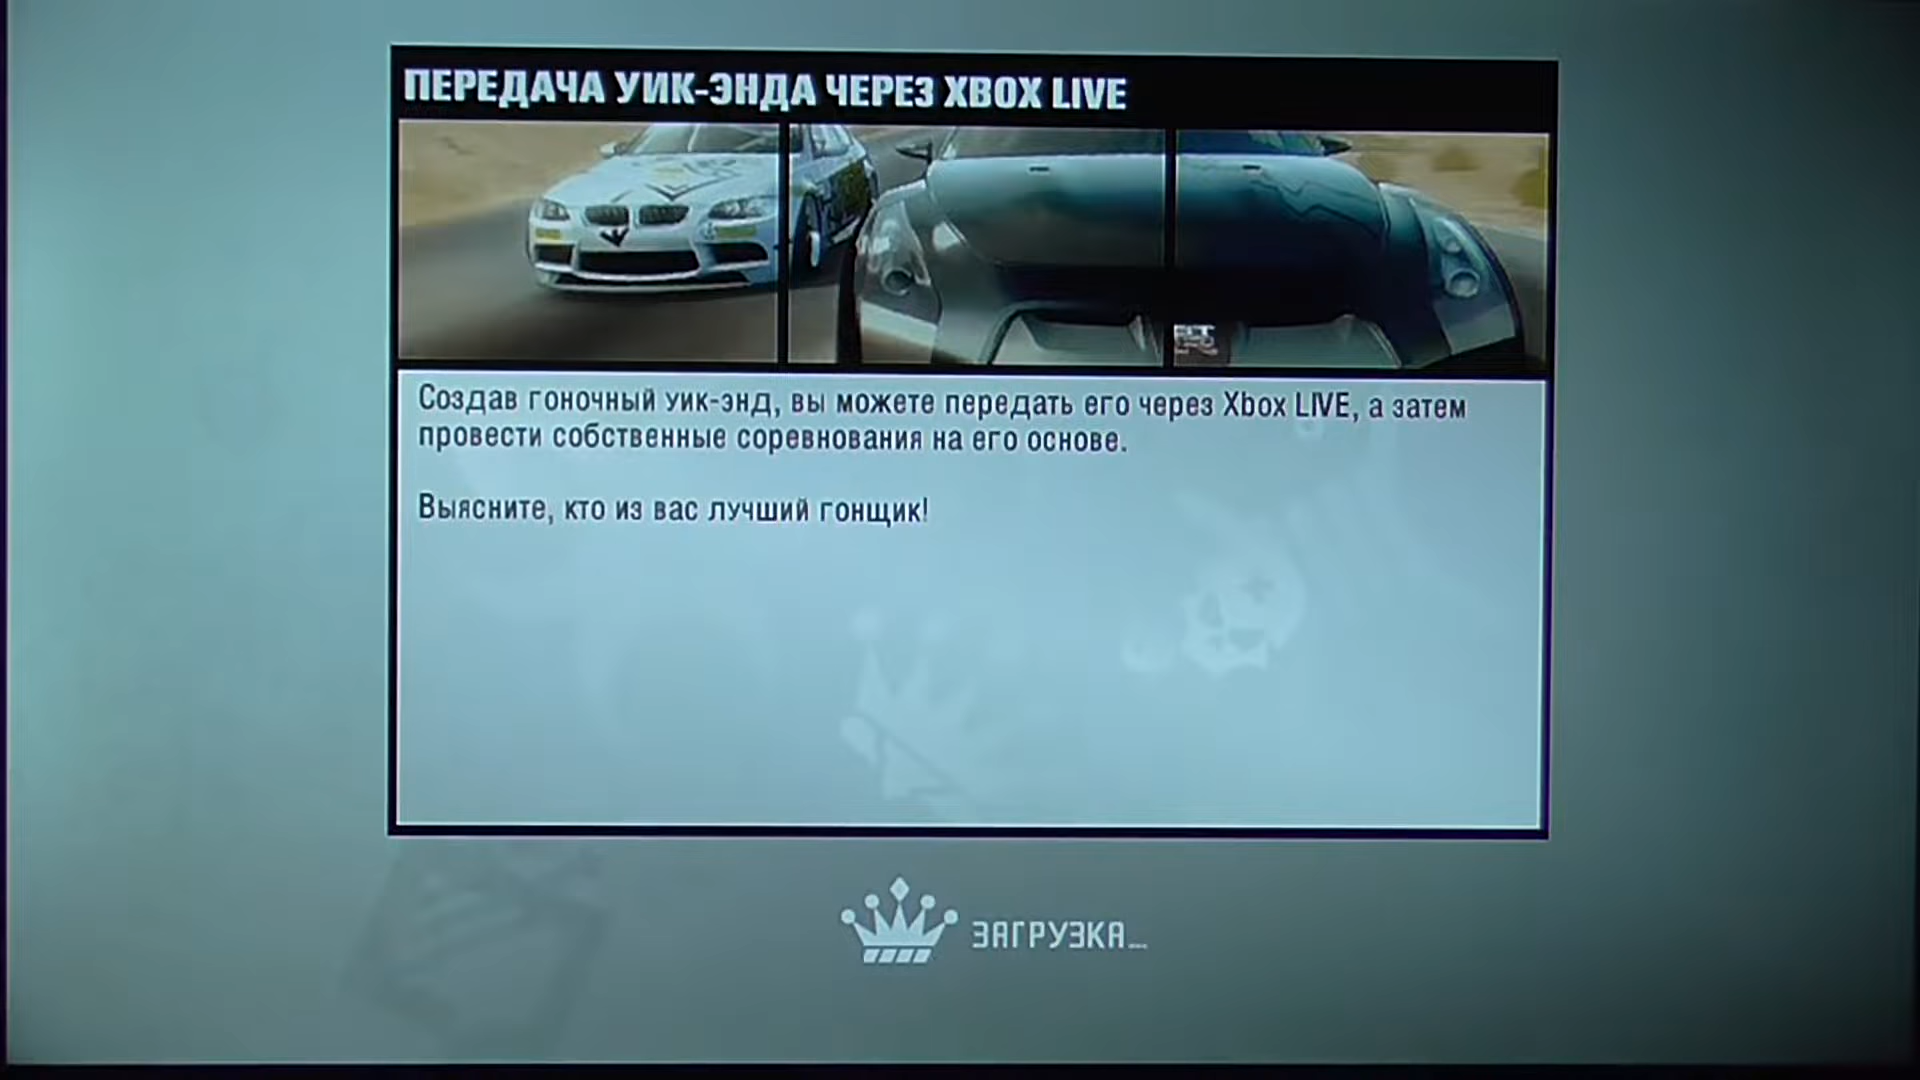 ПЕРЕДАЧА УИК-ЭНДА ЧЕРЕЗ XBOX LIVE
Создав гоночный уик-энд, вы можете передать его через Xbox LIVE, а затем
провести собственные соревнования на его основе.
Выясните, кто из вас лучший гонщик!
ЗАГРУЗКА...